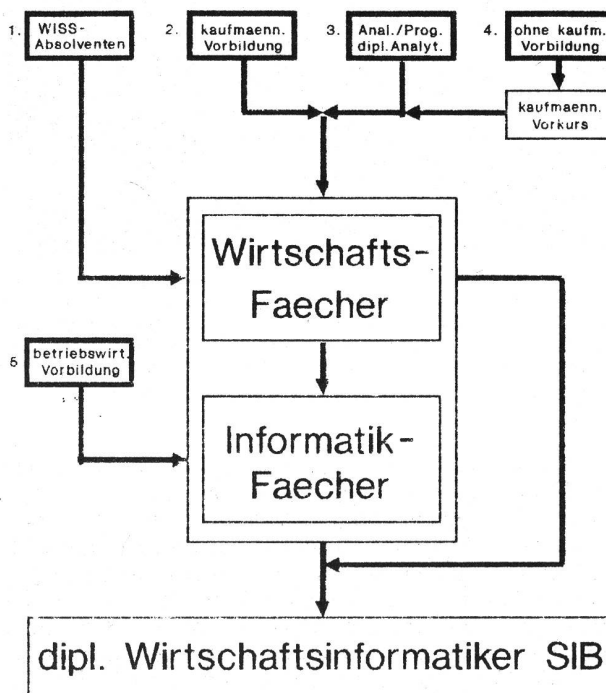 1. WISS-
Absolventen
2. kaufmaenn.
Vorbildung
3. Anal./Prog.
dipl.Analyt.
4. ohne kaufm.
Vorbildung
kaufmaenn.
Vorkurs
Wirtschafts-
Faecher
5 betriebswirt.
Vorbildung
Informatik-
Faecher
dipl. Wirtschaftsinformatiker SIB